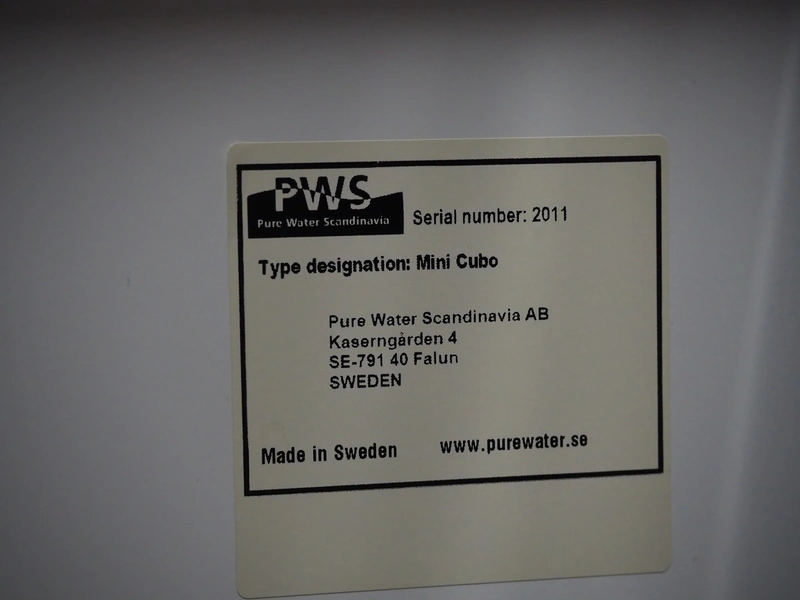 PWS
Pure Water Scandinavia
Serial number: 2011
Type designation: Mini Cubo
Pure Water Scandinavia AB
Kaserngården 4
SE-791 40 Falun
SWEDEN
Made in Sweden
www.purewater.se